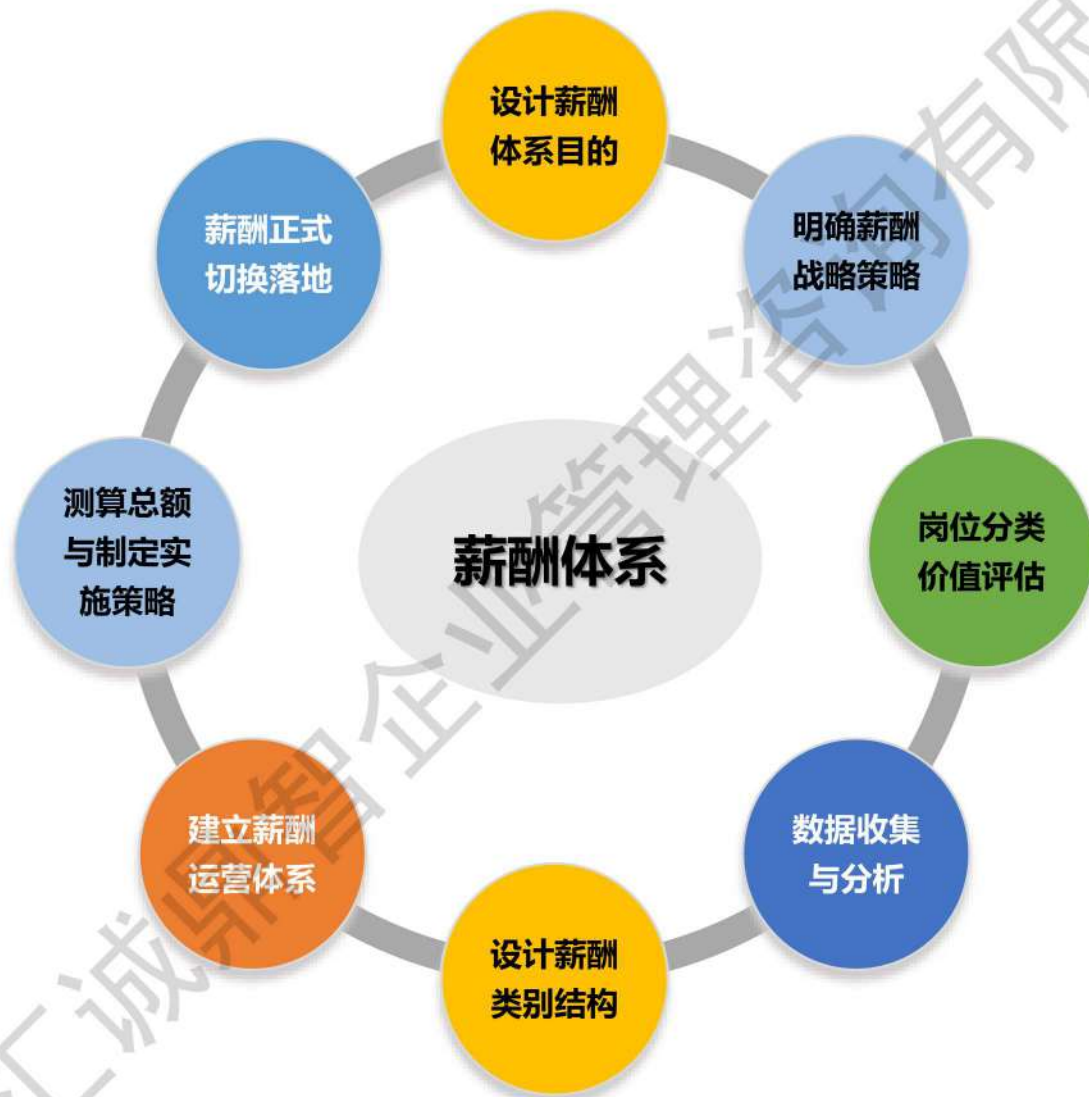 设计薪酬
体系目的
明确薪酬
战略策略
岗位分类
价值评估
数据收集
与分析
设计薪酬
类别结构
建立薪酬
运营体系
测算总额
与制定实
施策略
薪酬正式
切换落地
薪酬体系
汇诚鼎智企业管理咨询有限